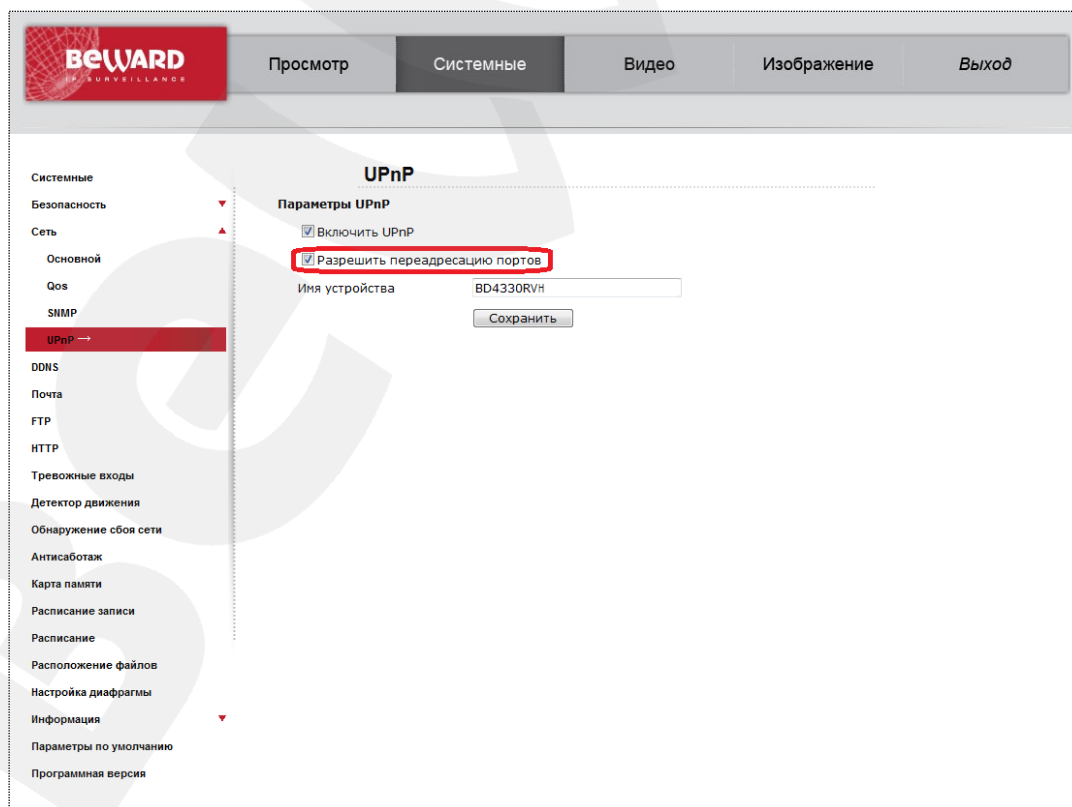 BEWARD
IP SURVEILLANCE
Просмотр
Системные
Видео
Изображение
Выход
Системные
Безопасность
Сеть
Основной
Qos
SNMP
UPnP →
DDNS
Почта
FTP
HTTP
Тревожные входы
Детектор движения
Обнаружение сбоя сети
Антисаботаж
Карта памяти
Расписание записи
Расписание
Расположение файлов
Настройка диафрагмы
Информация
Параметры по умолчанию
Программная версия
UPnP
Параметры UPnP
Включить UPnP
Разрешить переадресацию портов
Имя устройства BD4330RVH
Сохранить